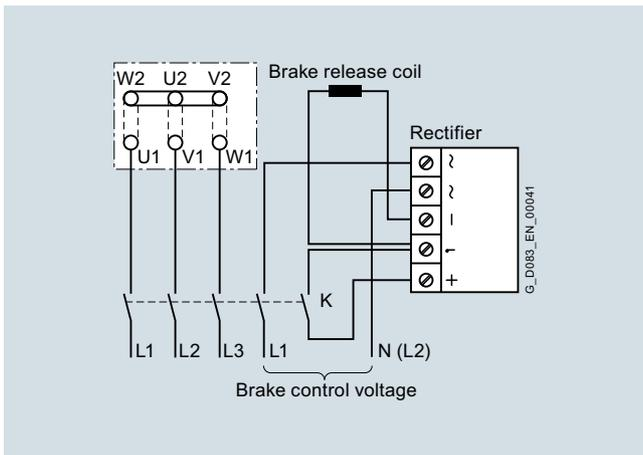 W2 U2 V2
U1 V1 W1
Brake release coil
Rectifier
~
~
–
+
K
L1 L2 L3 L1 N (L2)
Brake control voltage
G_D083_EN_00041